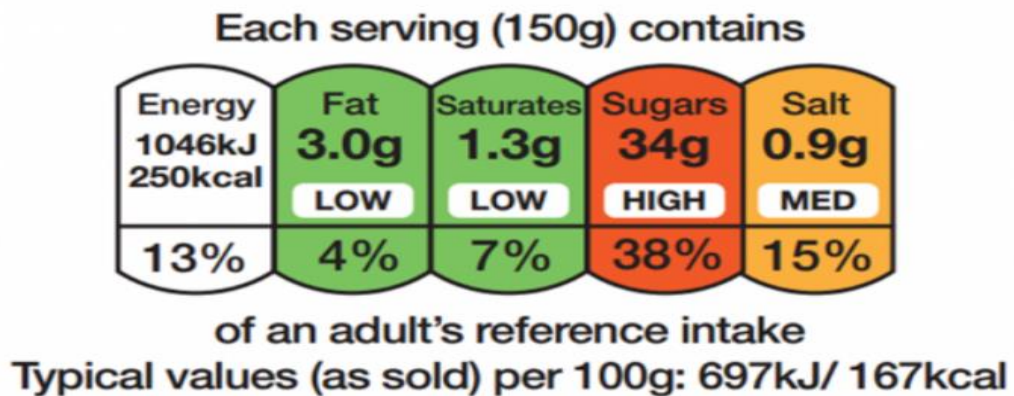 Each serving (150g) contains
Energy
1046kJ
250kcal
13%
Fat
3.0g
LOW
4%
Saturates
1.3g
LOW
7%
Sugars
34g
HIGH
38%
Salt
0.9g
MED
15%
of an adult's reference intake
Typical values (as sold) per 100g: 697kJ/ 167kcal